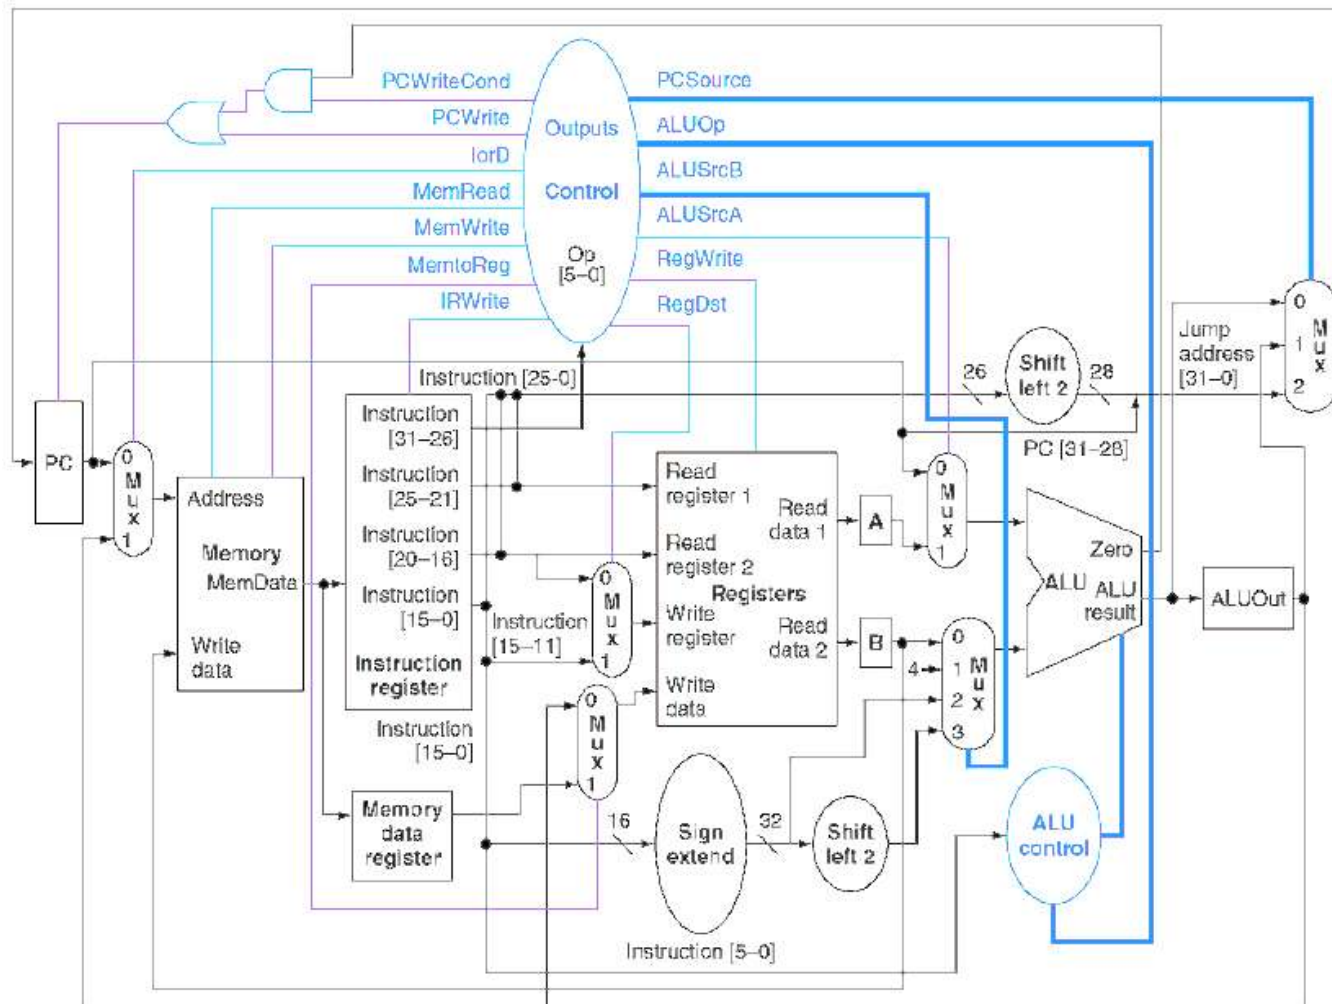 PCWriteCond
PCWrite
IorD
MemRead
MemWrite
MemtoReg
IRWrite
Outputs
Control
Op
[5–0]
PCSource
ALUOp
ALUSrcB
ALUSrcA
RegWrite
RegDst
Instruction [25-0]
26
Shift
left 2
28
Jump
address
[31–0]
0
1
2
M
u
x
PC [31–28]
PC
0
M
u
x
1
Address
Memory
MemData
Write
data
Instruction
[31–26]
Instruction
[25–21]
Instruction
[20–16]
Instruction
[15–0]
Instruction
register
Instruction
[15–11]
0
M
u
x
1
Read
register 1
Read
register 2
Registers
Write
register
Write
data
Read
data 1
Read
data 2
A
B
0
M
u
x
1
4
0
1
2
3
M
u
x
Zero
ALU
ALU
result
ALUOut
Instruction
[15–0]
0
M
u
x
1
Memory
data
register
16
Sign
extend
32
Shift
left 2
ALU
control
Instruction [5–0]